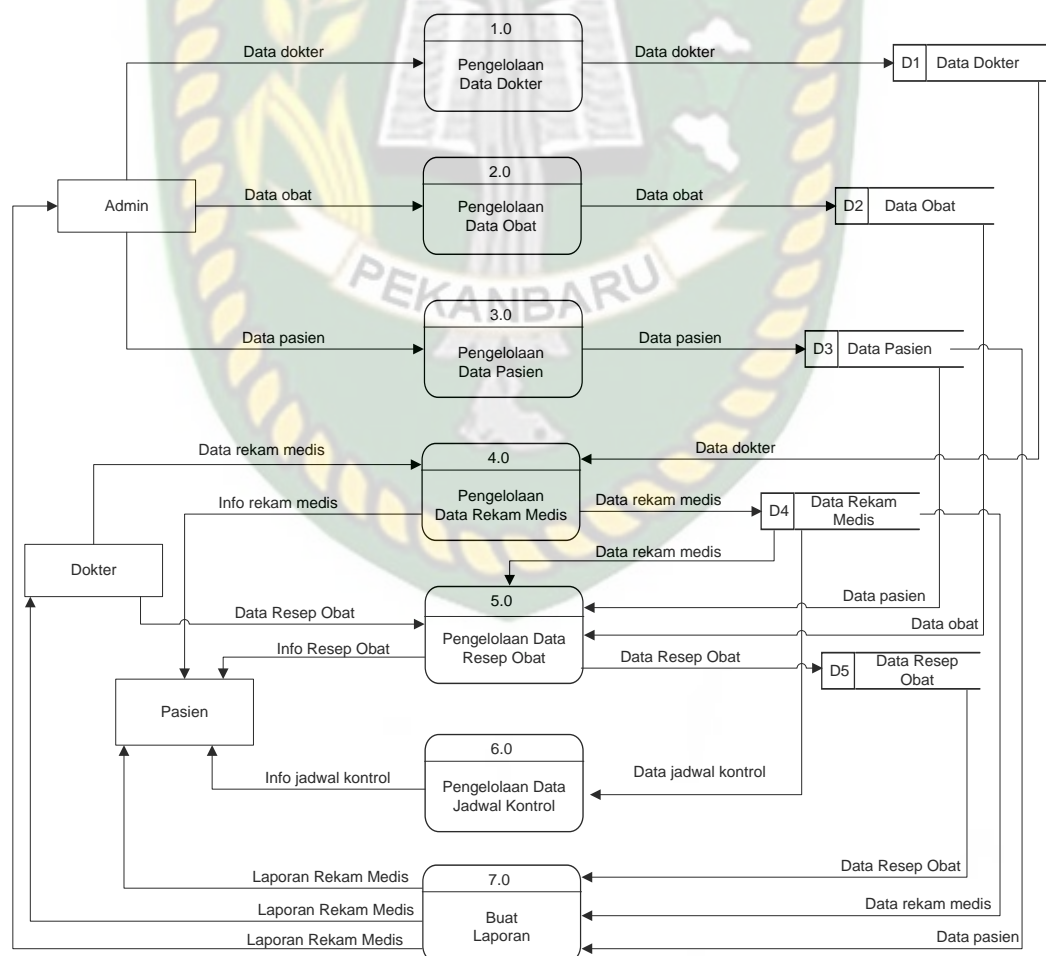 1.0
Data dokter
Pengelolaan
Data Dokter
Data dokter
D1 Data Dokter
2.0
Admin
Data obat
Pengelolaan
Data Obat
Data obat
D2 Data Obat
PEKANBARU
3.0
Data pasien
Pengelolaan
Data Pasien
Data pasien
D3 Data Pasien
Data rekam medis
4.0
Data dokter
Info rekam medis
Pengelolaan
Data Rekam Medis
Data rekam medis
D4 Data Rekam
Medis
Data rekam medis
Dokter
5.0
Data pasien
Data Resep Obat
Data obat
Info Resep Obat
Pengelolaan Data
Resep Obat
Data Resep Obat
D5 Data Resep
Obat
Pasien
6.0
Info jadwal kontrol
Pengelolaan Data
Jadwal Kontrol
Data jadwal kontrol
Data Resep Obat
Laporan Rekam Medis
7.0
Data rekam medis
Laporan Rekam Medis
Buat
Laporan
Laporan Rekam Medis
Data pasien